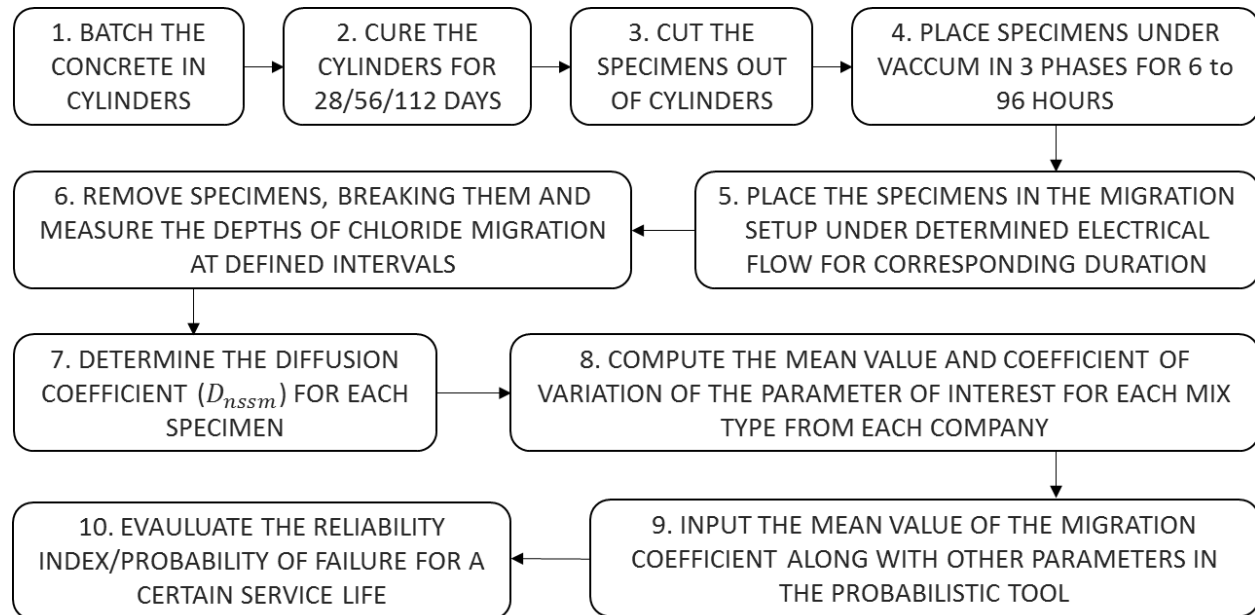 1. BATCH THE
CONCRETE IN
CYLINDERS
2. CURE THE
CYLINDERS FOR
28/56/112 DAYS
3. CUT THE
SPECIMENS OUT
OF CYLINDERS
4. PLACE SPECIMENS UNDER
VACCUM IN 3 PHASES FOR 6 to
96 HOURS
5. PLACE THE SPECIMENS IN THE MIGRATION
SETUP UNDER DETERMINED ELECTRICAL
FLOW FOR CORRESPONDING DURATION
6. REMOVE SPECIMENS, BREAKING THEM AND
MEASURE THE DEPTHS OF CHLORIDE MIGRATION
AT DEFINED INTERVALS
7. DETERMINE THE DIFFUSION
COEFFICIENT (D_{nssm}) FOR EACH
SPECIMEN
8. COMPUTE THE MEAN VALUE AND COEFFICIENT OF
VARIATION OF THE PARAMETER OF INTEREST FOR EACH MIX
TYPE FROM EACH COMPANY
9. INPUT THE MEAN VALUE OF THE MIGRATION
COEFFICIENT ALONG WITH OTHER PARAMETERS IN
THE PROBABILISTIC TOOL
10. EVAULUATE THE RELIABILITY
INDEX/PROBABILITY OF FAILURE FOR A
CERTAIN SERVICE LIFE